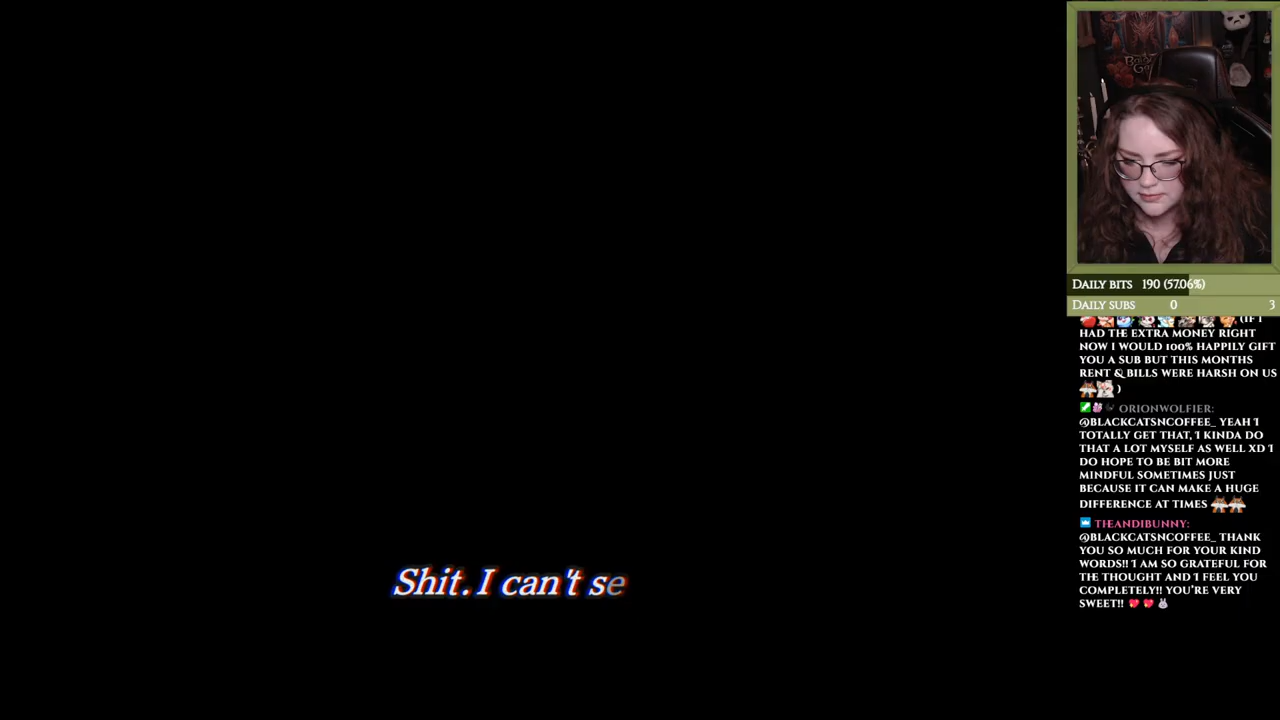 Shit. I can't se
DAILY BITS 190 (57.06%)
DAILY SUBS 0 3
(IF I
HAD THE EXTRA MONEY RIGHT
NOW I WOULD 100% HAPPILY GIFT
YOU A SUB BUT THIS MONTHS
RENT & BILLS WERE HARSH ON US
)
ORIONWOLFIER:
@BLACKCATSNCOFFEE_ YEAH I
TOTALLY GET THAT, I KINDA DO
THAT A LOT MYSELF AS WELL XD I
DO HOPE TO BE BIT MORE
MINDFUL SOMETIMES JUST
BECAUSE IT CAN MAKE A HUGE
DIFFERENCE AT TIMES
THEANDIBUNNY:
@BLACKCATSNCOFFEE_ THANK
YOU SO MUCH FOR YOUR KIND
WORDS!! I AM SO GRATEFUL FOR
THE THOUGHT AND I FEEL YOU
COMPLETELY!! YOU'RE VERY
SWEET!!